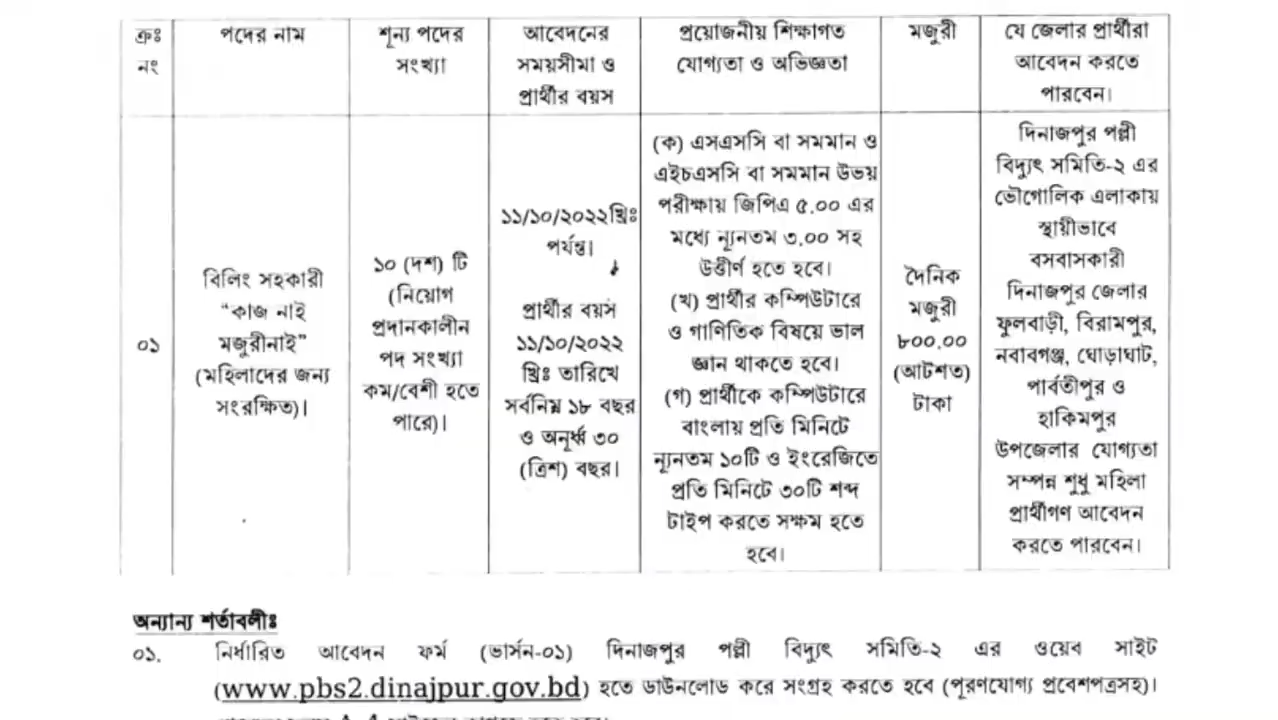 ক্রঃ
নং
পদের নাম
শূন্য পদের
সংখ্যা
আবেদনের
সময়সীমা ও
প্রার্থীর বয়স
প্রয়োজনীয় শিক্ষাগত
যোগ্যতা ও অভিজ্ঞতা
মজুরী
যে জেলার প্রার্থীরা
আবেদন করতে
পারবেন।
০১
বিলিং সহকারী
“কাজ নাই
মজুরীনাই”
(মহিলাদের জন্য
সংরক্ষিত)।
১০ (দশ) টি
(নিয়োগ
প্রদানকালীন
পদ সংখ্যা
কম/বেশী হতে
পারে)।
১১/১০/২০২২খ্রিঃ
পর্যন্ত।
প্রার্থীর বয়স
১১/১০/২০২২
খ্রিঃ তারিখে
সর্বনিম্ন ১৮ বছর
ও অনূর্ধ্ব ৩০
(ত্রিশ) বছর।
(ক) এসএসসি বা সমমান ও
এইচএসসি বা সমমান উভয়
পরীক্ষায় জিপিএ ৫.০০ এর
মধ্যে ন্যূনতম ৩.০০ সহ
উত্তীর্ণ হতে হবে।
(খ) প্রার্থীর কম্পিউটারে
ও গাণিতিক বিষয়ে ভাল
জ্ঞান থাকতে হবে।
(গ) প্রার্থীকে কম্পিউটারে
বাংলায় প্রতি মিনিটে
ন্যূনতম ১০টি ও ইংরেজিতে
প্রতি মিনিটে ৩০টি শব্দ
টাইপ করতে সক্ষম হতে
হবে।
দৈনিক
মজুরী
৮০০.০০
(আটশত)
টাকা
দিনাজপুর পল্লী
বিদ্যুৎ সমিতি-২ এর
ভৌগোলিক এলাকায়
স্থায়ীভাবে
বসবাসকারী
দিনাজপুর জেলার
ফুলবাড়ী, বিরামপুর,
নবাবগঞ্জ, ঘোড়াঘাট,
পার্বতীপুর ও
হাকিমপুর
উপজেলার যোগ্যতা
সম্পন্ন শুধু মহিলা
প্রার্থীগণ আবেদন
করতে পারবেন।
অন্যান্য শর্তাবলীঃ
০১. নির্ধারিত আবেদন ফর্ম (ভার্সন-০১) দিনাজপুর পল্লী বিদ্যুৎ সমিতি-২ এর ওয়েব সাইট
(www.pbs2.dinajpur.gov.bd) হতে ডাউনলোড করে সংগ্রহ করতে হবে (পূরণযোগ্য প্রবেশপত্রসহ)।